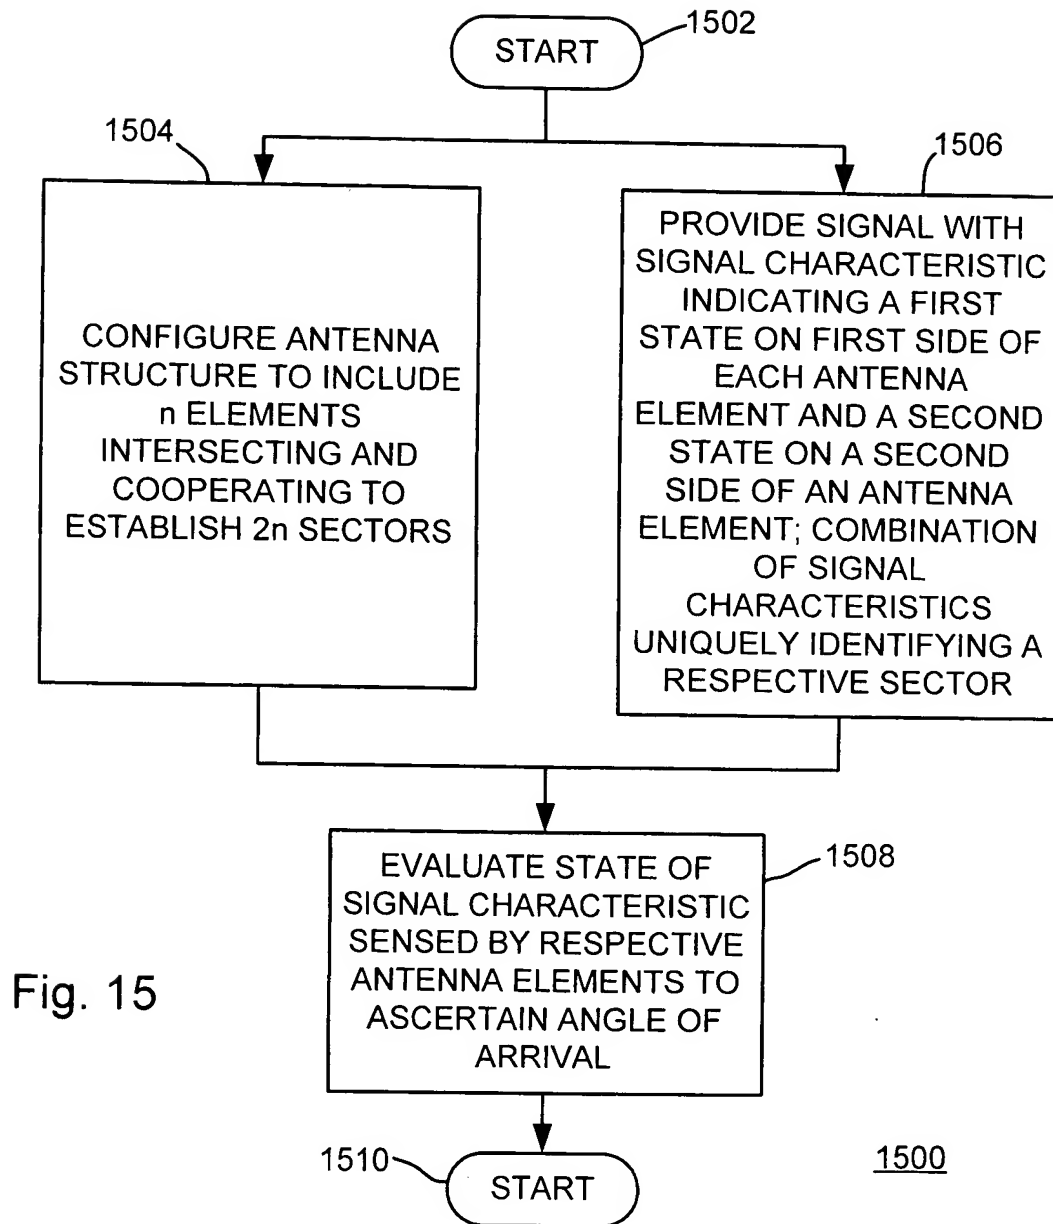 1502
START
1504
1506
CONFIGURE ANTENNA
STRUCTURE TO INCLUDE
n ELEMENTS
INTERSECTING AND
COOPERATING TO
ESTABLISH 2n SECTORS
PROVIDE SIGNAL WITH
SIGNAL CHARACTERISTIC
INDICATING A FIRST
STATE ON FIRST SIDE OF
EACH ANTENNA
ELEMENT AND A SECOND
STATE ON A SECOND
SIDE OF AN ANTENNA
ELEMENT; COMBINATION
OF SIGNAL
CHARACTERISTICS
UNIQUELY IDENTIFYING A
RESPECTIVE SECTOR
1508
EVALUATE STATE OF
SIGNAL CHARACTERISTIC
SENSED BY RESPECTIVE
ANTENNA ELEMENTS TO
ASCERTAIN ANGLE OF
ARRIVAL
Fig. 15
1510
START
1500